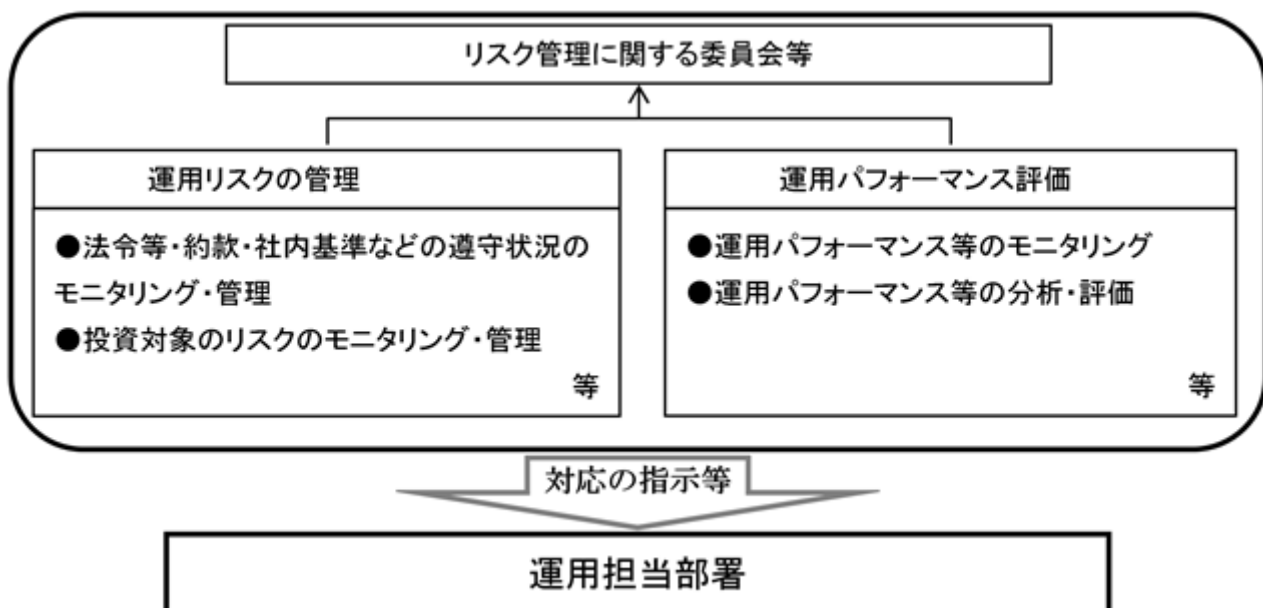 リスク管理に関する委員会等
運用リスクの管理
●法令等・約款・社内基準などの遵守状況の
モニタリング・管理
●投資対象のリスクのモニタリング・管理
等
運用パフォーマンス評価
●運用パフォーマンス等のモニタリング
●運用パフォーマンス等の分析・評価
等
対応の指示等
運用担当部署